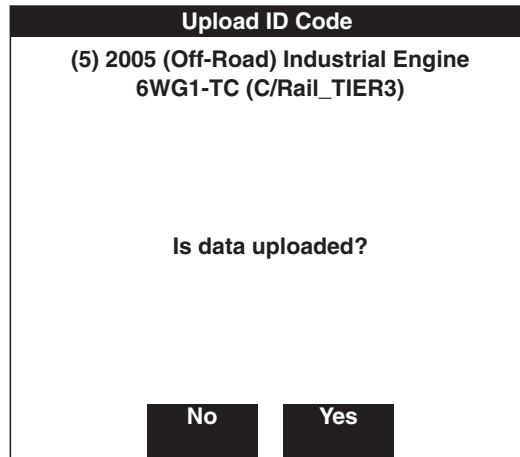 Upload ID Code
(5) 2005 (Off-Road) Industrial Engine
6WG1-TC (C/Rail_TIER3)
Is data uploaded?
No Yes